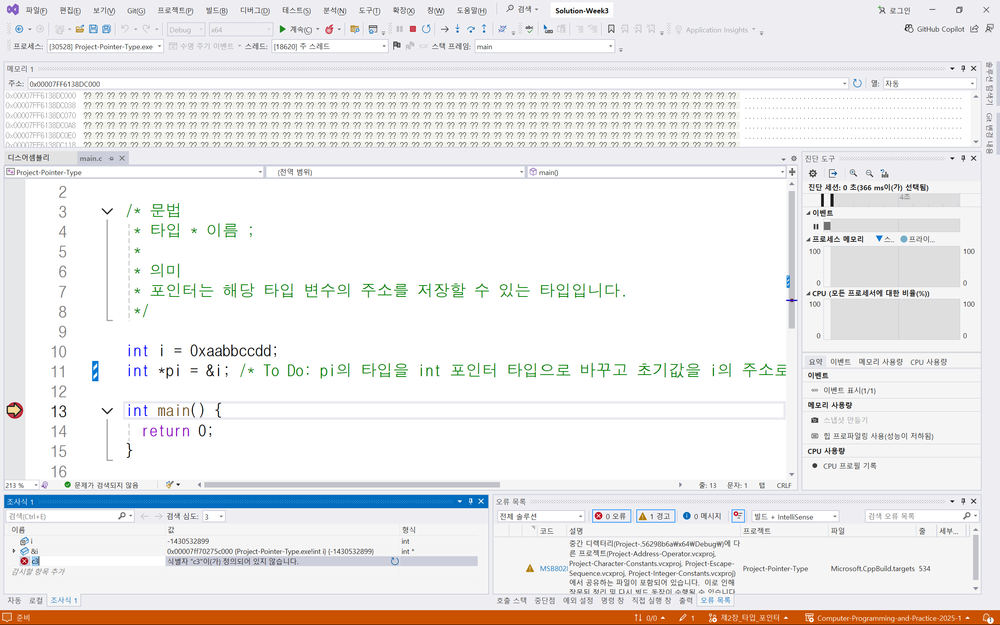 파일(F) 편집(E) 보기(V) Git(G) 프로젝트(P) 빌드(B) 디버그(D) 테스트(S) 분석(N) 도구(T) 확장(X) 창(W) 도움말(H) 검색 Solution-Week3 로그인
Debug x64 계속(C) abc Application Insights GitHub Copilot
프로세스: [30528] Project-Pointer-Type.exe 수명 주기 이벤트 스레드: [18620] 주 스레드 스택 프레임: main
메모리 1
주소: 0x00007FF6138DC000 열: 자동
0x00007FF6138DC000 ?? ?? ?? ?? ?? ?? ?? ?? ?? ?? ?? ?? ?? ?? ?? ?? ?? ?? ?? ?? ?? ?? ?? ?? ?? ?? ?? ?? ?? ?? ?? ?? ?? ?? ?? ?? ?? ?? ?? ?? ?? ?? ?? ?? ?? ?? ?? ?? ?? ?? ?? ?? ?? ?? ?? ?? ........................................................
0x00007FF6138DC038 ?? ?? ?? ?? ?? ?? ?? ?? ?? ?? ?? ?? ?? ?? ?? ?? ?? ?? ?? ?? ?? ?? ?? ?? ?? ?? ?? ?? ?? ?? ?? ?? ?? ?? ?? ?? ?? ?? ?? ?? ?? ?? ?? ?? ?? ?? ?? ?? ?? ?? ?? ?? ?? ?? ?? ?? ........................................................
0x00007FF6138DC070 ?? ?? ?? ?? ?? ?? ?? ?? ?? ?? ?? ?? ?? ?? ?? ?? ?? ?? ?? ?? ?? ?? ?? ?? ?? ?? ?? ?? ?? ?? ?? ?? ?? ?? ?? ?? ?? ?? ?? ?? ?? ?? ?? ?? ?? ?? ?? ?? ?? ?? ?? ?? ?? ?? ?? ?? ........................................................
0x00007FF6138DC0A8 ?? ?? ?? ?? ?? ?? ?? ?? ?? ?? ?? ?? ?? ?? ?? ?? ?? ?? ?? ?? ?? ?? ?? ?? ?? ?? ?? ?? ?? ?? ?? ?? ?? ?? ?? ?? ?? ?? ?? ?? ?? ?? ?? ?? ?? ?? ?? ?? ?? ?? ?? ?? ?? ?? ?? ?? ........................................................
0x00007FF6138DC0E0 ?? ?? ?? ?? ?? ?? ?? ?? ?? ?? ?? ?? ?? ?? ?? ?? ?? ?? ?? ?? ?? ?? ?? ?? ?? ?? ?? ?? ?? ?? ?? ?? ?? ?? ?? ?? ?? ?? ?? ?? ?? ?? ?? ?? ?? ?? ?? ?? ?? ?? ?? ?? ?? ?? ?? ?? ........................................................
0x00007FF6138DC118 ?? ?? ?? ?? ?? ?? ?? ?? ?? ?? ?? ?? ?? ?? ?? ?? ?? ?? ?? ?? ?? ?? ?? ?? ?? ?? ?? ?? ?? ?? ?? ?? ?? ?? ?? ?? ?? ?? ?? ?? ?? ?? ?? ?? ?? ?? ?? ?? ?? ?? ?? ?? ?? ?? ?? ??
솔루션 탐색기
Git 변경 내용
디스어셈블리 main.c
Project-Pointer-Type (전역 범위) main()
2
3 /* 문법
4 * 타입 * 이름 ;
5 *
6 * 의미
7 * 포인터는 해당 타입 변수의 주소를 저장할 수 있는 타입입니다.
8 */
9
10 int i = 0xaabbccdd;
11 int *pi = &i; /* To Do: pi의 타입을 int 포인터 타입으로 바꾸고 초기값을 i의 주소로
12
13 int main() {
14 return 0;
15 }
16
213 % 문제가 검색되지 않음 줄: 13 문자: 1 탭 CRLF
진단 도구
진단 세션: 0 초(366 ms이(가) 선택됨)
4초
이벤트
프로세스 메모리 스.. 프라이...
100 100
0 0
CPU (모든 프로세서에 대한 비율(%))
100 100
0 0
요약 이벤트 메모리 사용량 CPU 사용량
이벤트
이벤트 표시(1/1)
메모리 사용량
스냅샷 만들기
힙 프로파일링 사용(성능이 저하됨)
CPU 사용량
CPU 프로필 기록
조사식 1
검색(Ctrl+E) 검색 심도: 3
이름 값 형식
i -1430532899 int
&i 0x00007ff70275c000 {Project-Pointer-Type.exe!int i} {-1430532899} int *
c3 식별자 "c3"이(가) 정의되어 있지 않습니다.
감시할 항목 추가
자동 로컬 조사식 1
오류 목록
전체 솔루션 0 오류 1 경고 0 메시지 빌드 + IntelliSense 검색 오류 목록
코드 설명 프로젝트 파일 줄 세부...
중간 디렉터리(Project-.56298b6a₩x64₩Debug₩)에 다
른 프로젝트(Project-Address-Operator.vcxproj,
Project-Character-Constants.vcxproj, Project-Escape-
MSB8028 Project-Pointer-Type Microsoft.CppBuild.targets 534
Sequence.vcxproj, Project-Integer-Constants.vcxproj)
에서 공유하는 파일이 포함되어 있습니다. 이로 인해
잘못된 정리 및 다시 빌드 동작이 수행될 수 있습니다
호출 스택 중단점 예외 설정 명령 창 직접 실행 창 출력 오류 목록
준비 0/0 1 제2장_타입_포인터 Computer-Programming-and-Practice-2025-1 1